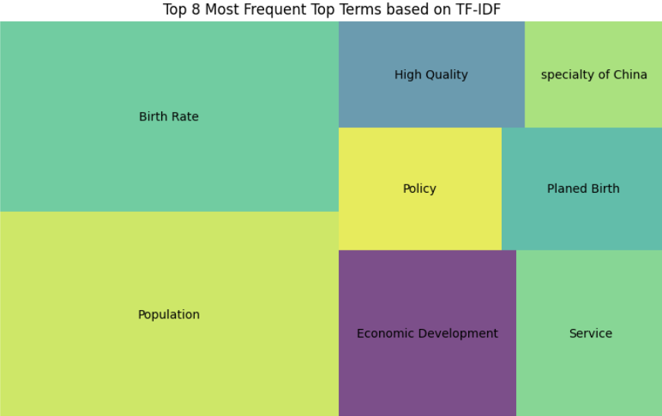 Top 8 Most Frequent Top Terms based on TF-IDF
Birth Rate
High Quality
specialty of China
Policy
Planed Birth
Population
Economic Development
Service